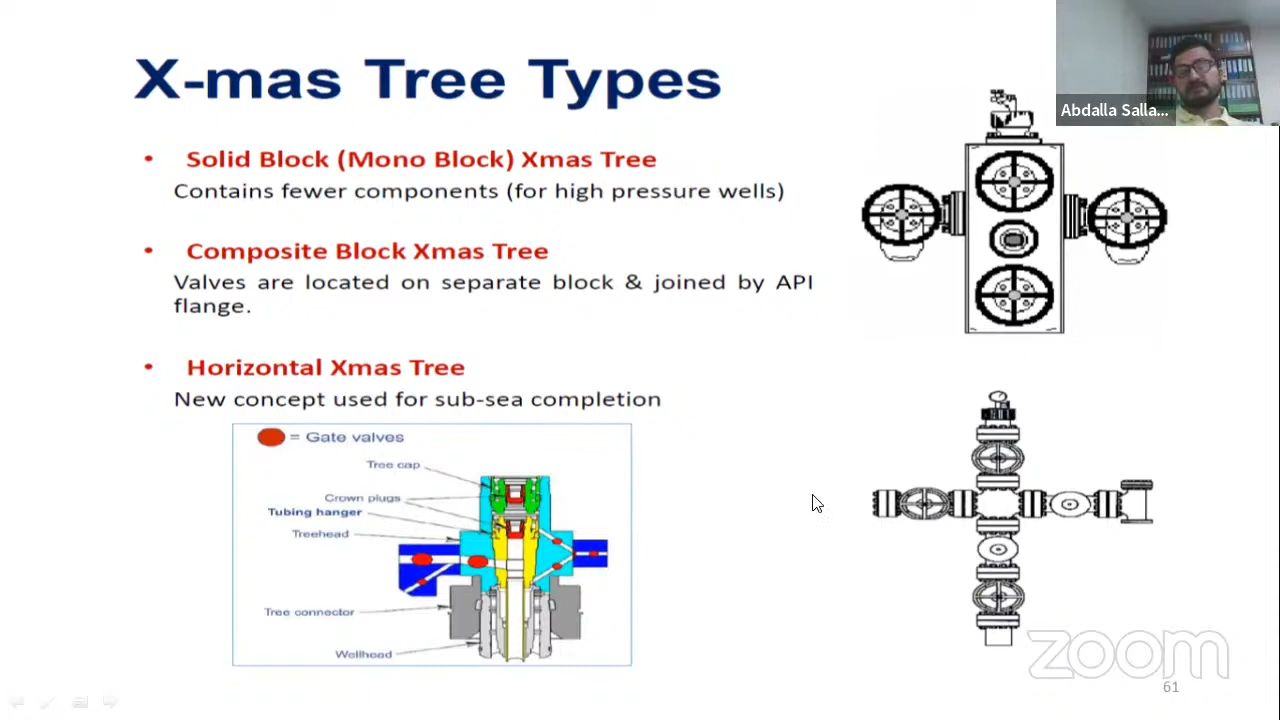 X-mas Tree Types
Abdalla Salla...
• Solid Block (Mono Block) Xmas Tree
Contains fewer components (for high pressure wells)
• Composite Block Xmas Tree
Valves are located on separate block & joined by API
flange.
• Horizontal Xmas Tree
New concept used for sub-sea completion
= Gate valves
Tree cap
Crown plugs
Tubing hanger
Treehead
Tree connector
Wellhead
zoom
61